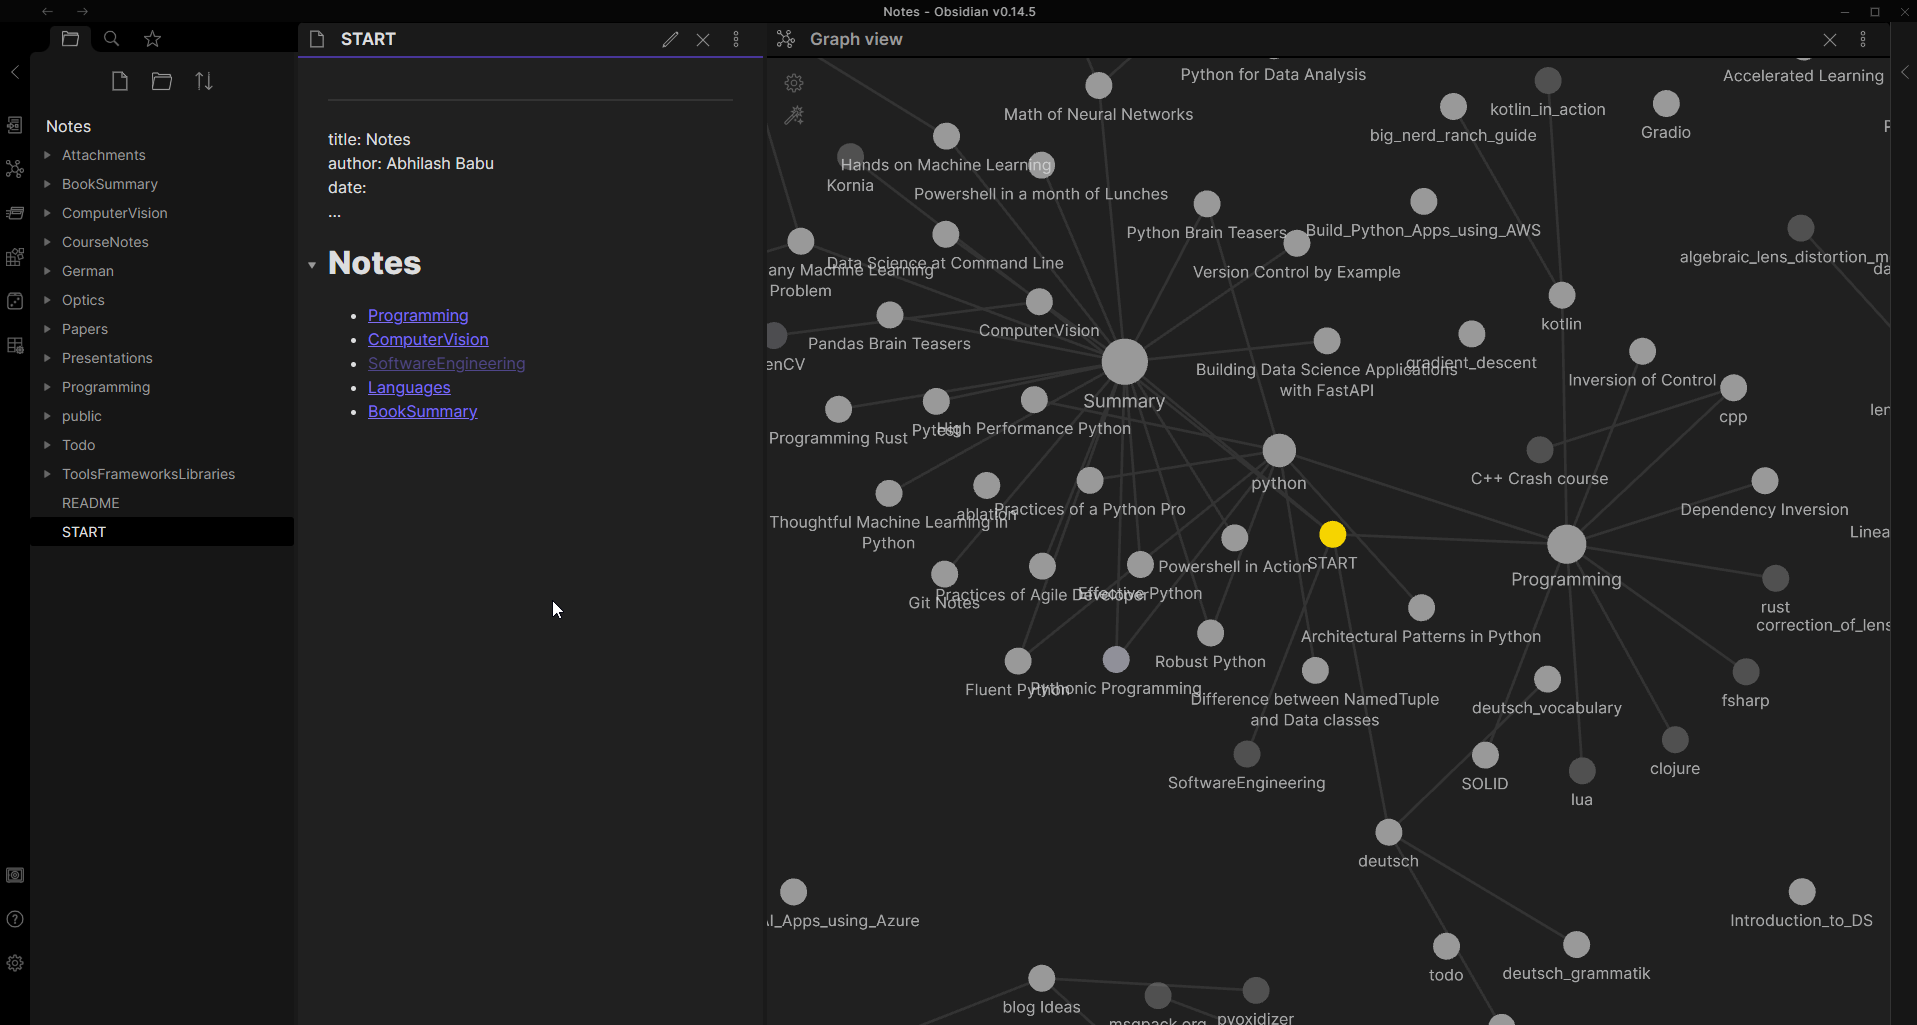 Notes - Obsidian v0.14.5
START
Graph view
Notes
Attachments
BookSummary
ComputerVision
CourseNotes
German
Optics
Papers
Presentations
Programming
public
Todo
ToolsFrameworksLibraries
README
START
title: Notes
author: Abhilash Babu
date:
...
Notes
Programming
ComputerVision
SoftwareEngineering
Languages
BookSummary
Python for Data Analysis
Accelerated Learning
Math of Neural Networks
kotlin_in_action
big_nerd_ranch_guide
Gradio
Hands on Machine Learning
Kornia
Powershell in a month of Lunches
Python Brain Teasers
Build_Python_Apps_using_AWS
algebraic_lens_distortion_m
da
Data Science at Command Line
any Machine Learning
Problem
Version Control by Example
ComputerVision
kotlin
Pandas Brain Teasers
enCV
Building Data Science Applications
with FastAPI
gradient_descent
Inversion of Control
Summary
cpp
len
Programming Rust
Pytest
High Performance Python
python
C++ Crash course
Thoughtful Machine Learning in
Python
ablation
Practices of a Python Pro
Dependency Inversion
Linea
Powershell in Action
START
Programming
Git Notes
Practices of Agile Developer
Effective Python
rust
correction_of_lens
Architectural Patterns in Python
Robust Python
Fluent Python
Pythonic Programming
Difference between NamedTuple
and Data classes
deutsch_vocabulary
fsharp
SoftwareEngineering
SOLID
lua
clojure
deutsch
AI_Apps_using_Azure
Introduction_to_DS
todo
deutsch_grammatik
blog Ideas
msgpack.org
pyoxidizer